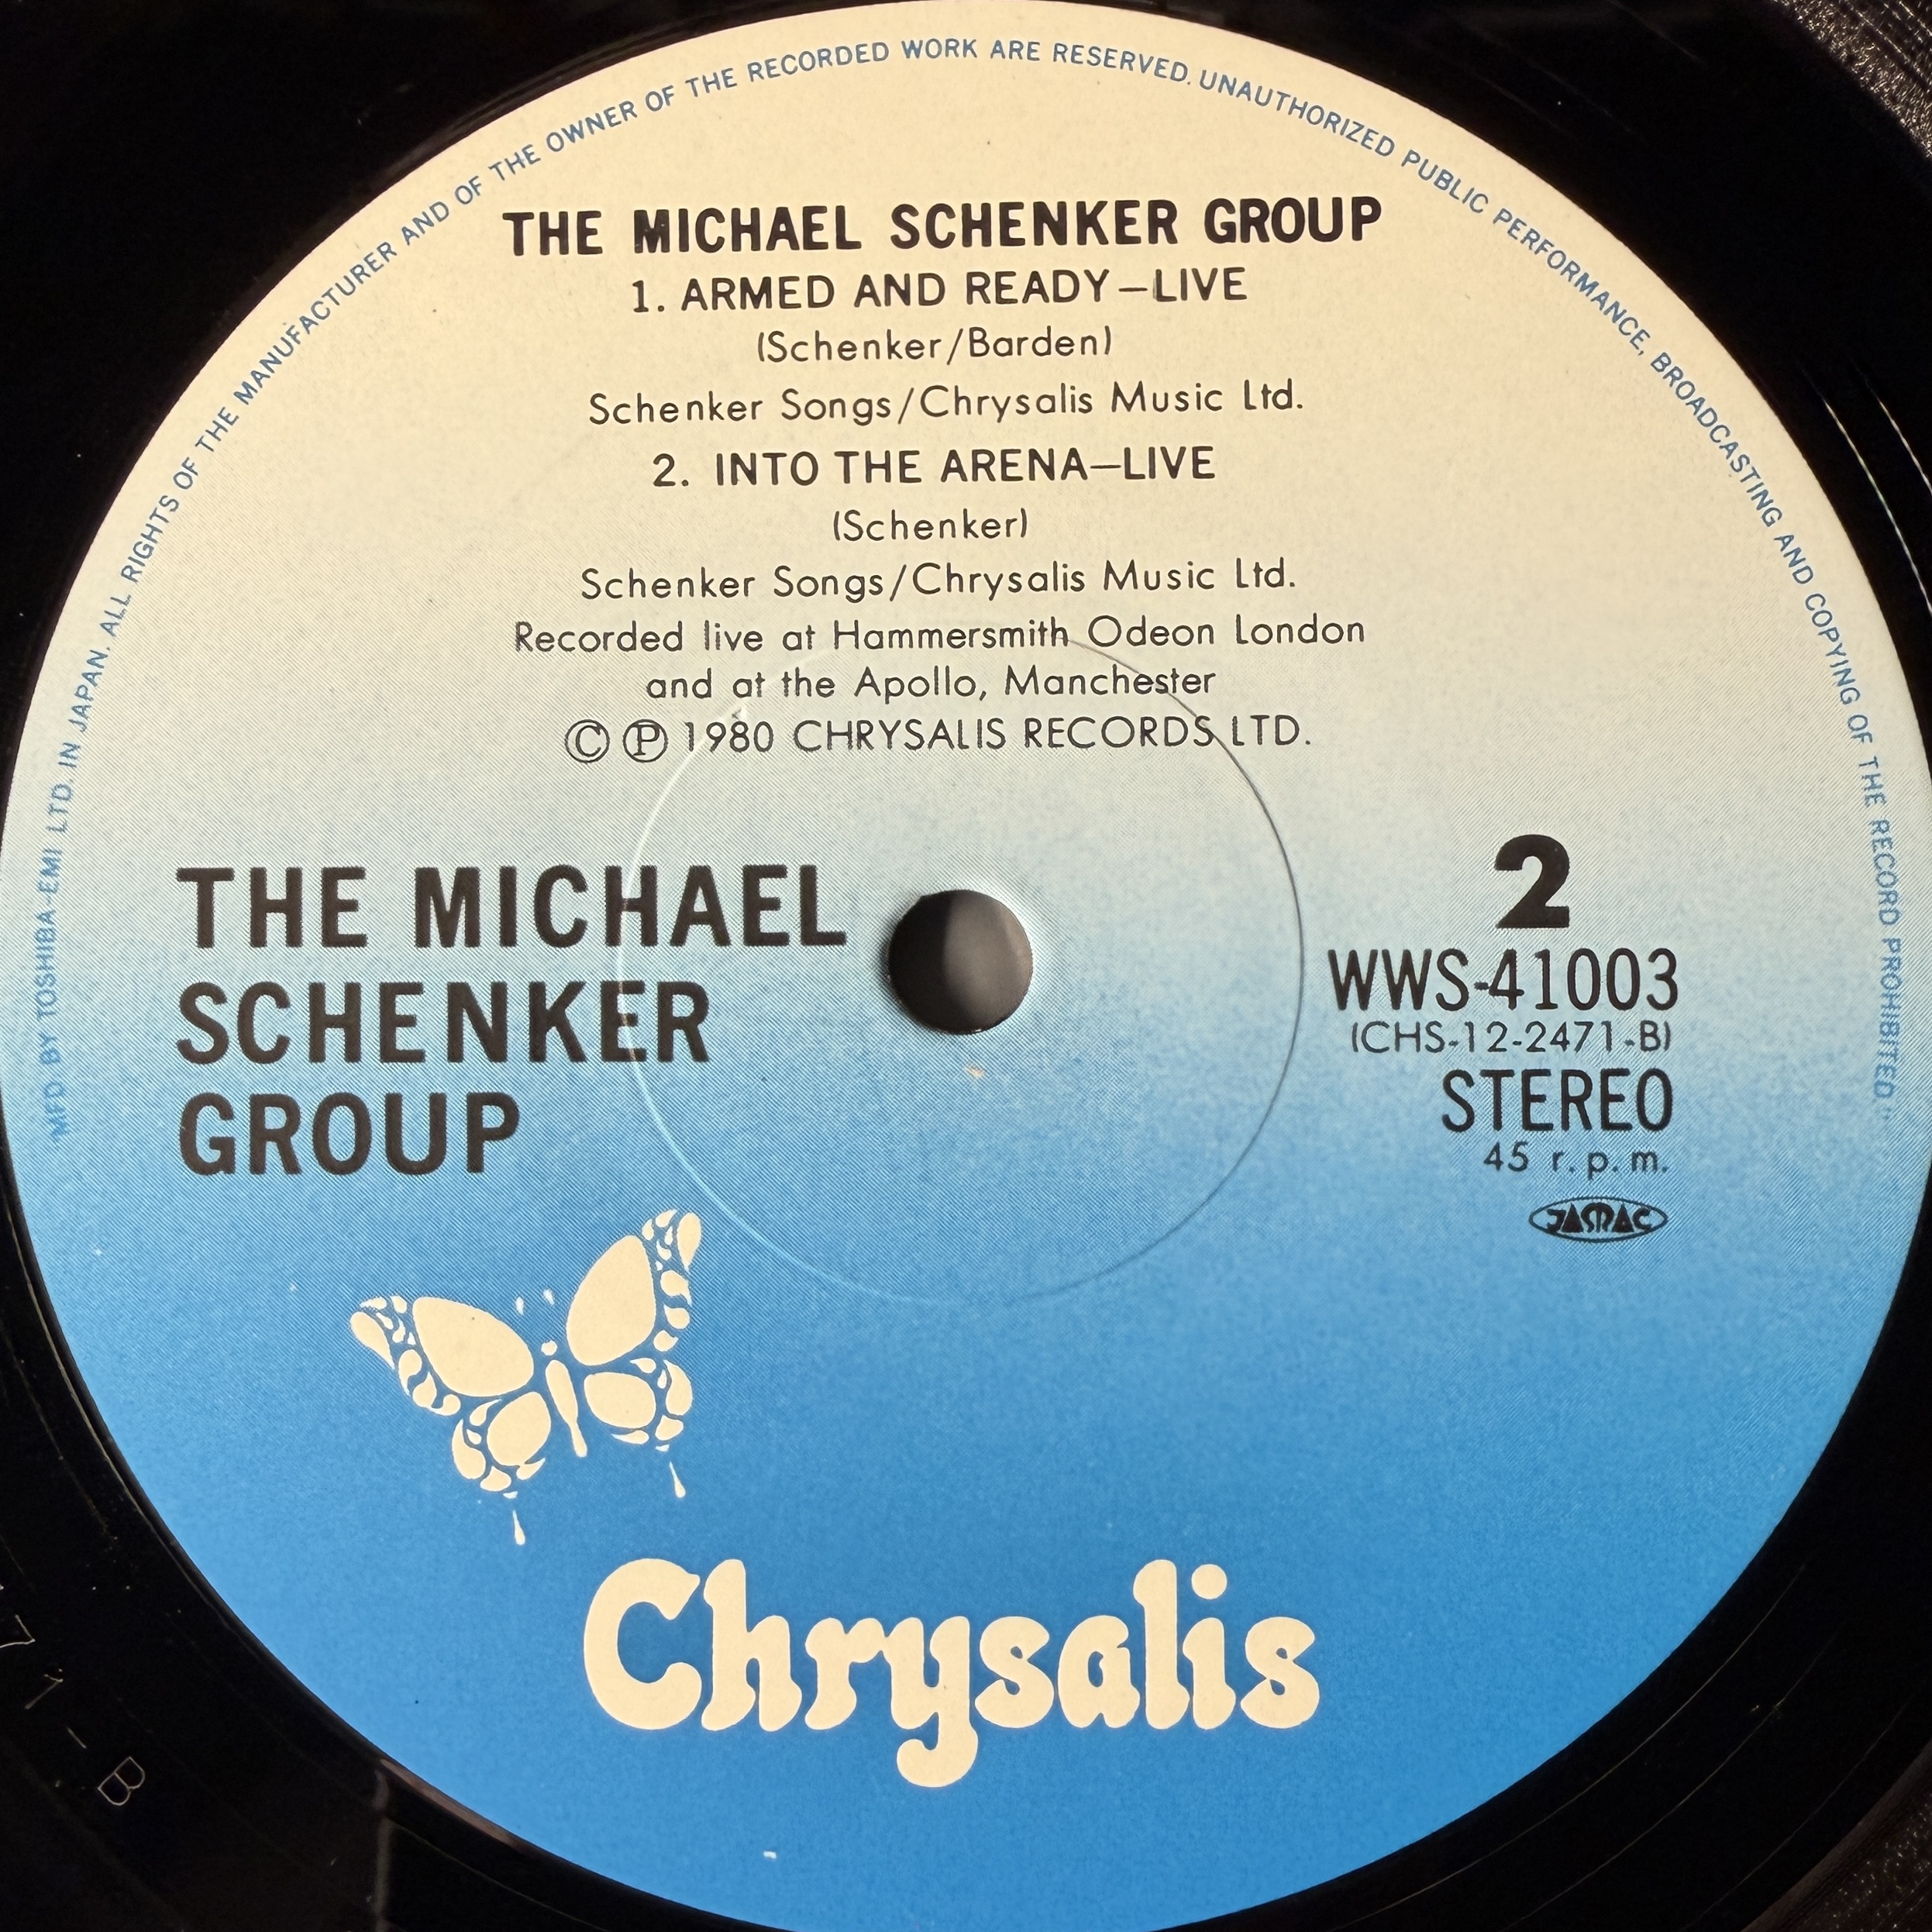 MFD. BY TOSHIBA-EMI LTD. IN JAPAN. ALL RIGHTS OF THE MANUFACTURER AND OF THE OWNER OF THE RECORDED WORK ARE RESERVED. UNAUTHORIZED PUBLIC PERFORMANCE, BROADCASTING AND COPYING OF THE RECORD PROHIBITED.
THE MICHAEL SCHENKER GROUP
1. ARMED AND READY—LIVE
(Schenker/Barden)
Schenker Songs/Chrysalis Music Ltd.
2. INTO THE ARENA—LIVE
(Schenker)
Schenker Songs/Chrysalis Music Ltd.
Recorded live at Hammersmith Odeon London
and at the Apollo, Manchester
Ⓒ Ⓟ 1980 CHRYSALIS RECORDS LTD.
THE MICHAEL
SCHENKER
GROUP
2
WWS-41003
(CHS-12-2471-B)
STEREO
45 r.p.m.
JASRAC
Chrysalis
71-B